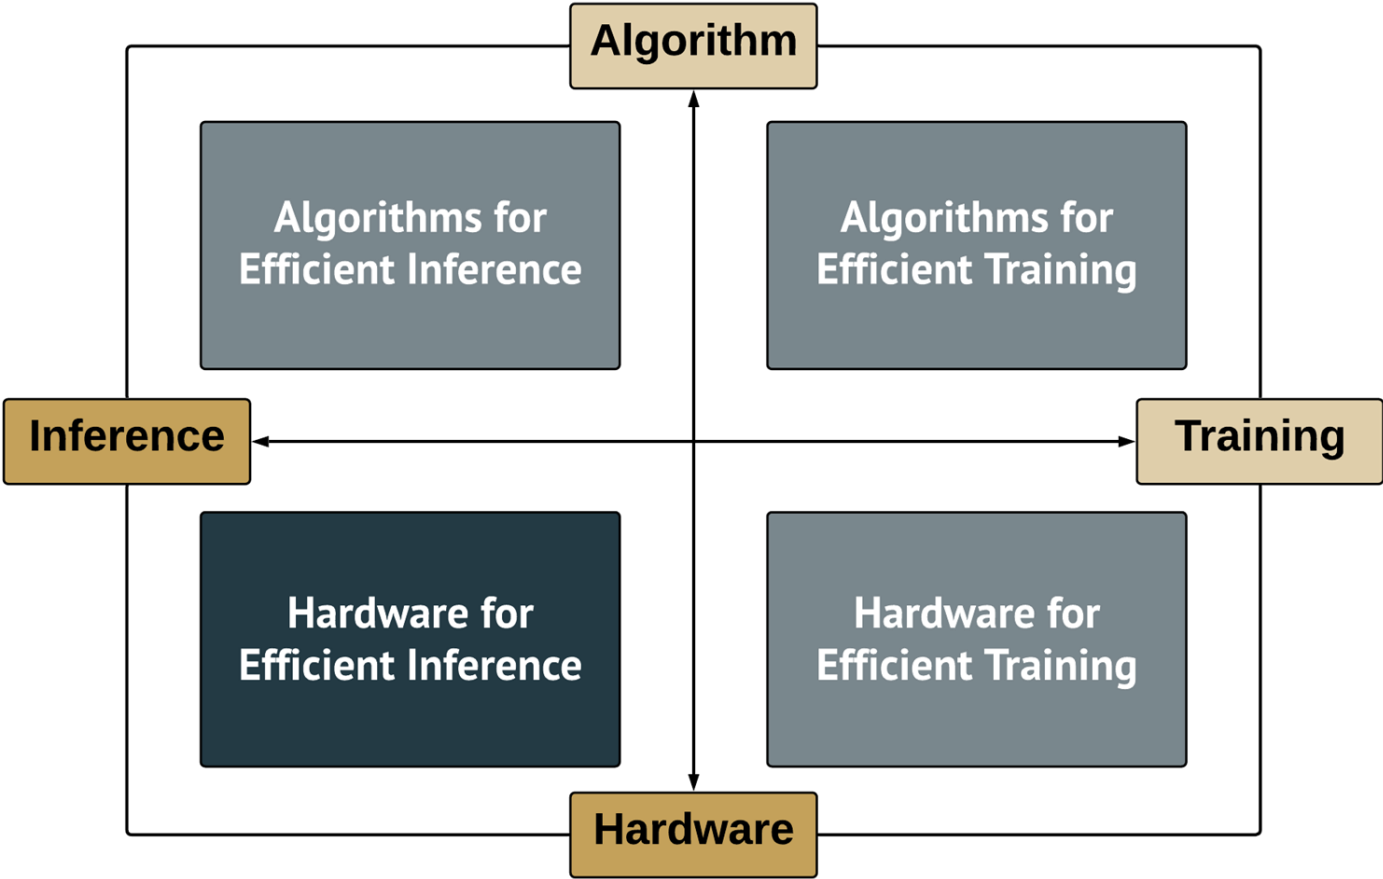 Algorithm
Algorithms for
Efficient Inference
Algorithms for
Efficient Training
Inference
Training
Hardware for
Efficient Inference
Hardware for
Efficient Training
Hardware